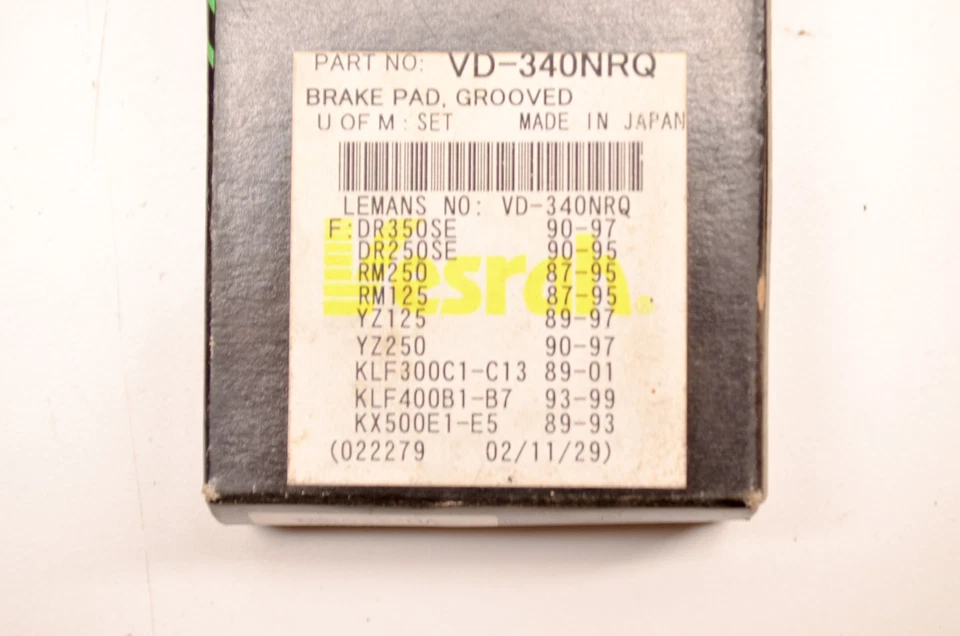 PART NO: VD-340NRQ
BRAKE PAD, GROOVED
U OF M : SET MADE IN JAPAN
LEMANS NO: VD-340NRQ
Vesrah®
F:DR350SE 90-97
DR250SE 90-95
RM250 87-95
RM125 87-95
YZ125 89-97
YZ250 90-97
KLF300C1-C13 89-01
KLF400B1-B7 93-99
KX500E1-E5 89-93
(022279 02/11/29)